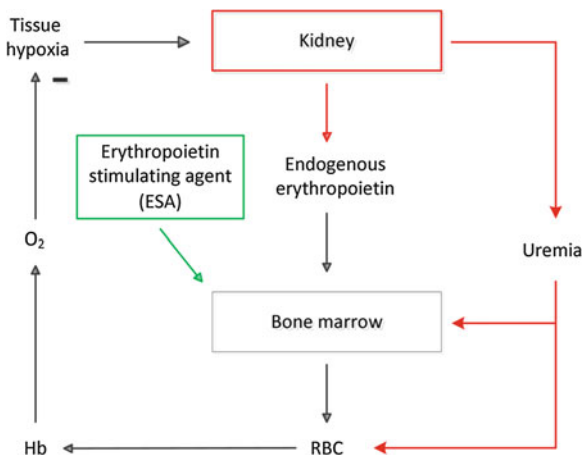 Tissue
hypoxia
Kidney
Erythropoietin
stimulating agent
(ESA)
Endogenous
erythropoietin
O₂
Uremia
Bone marrow
Hb
RBC